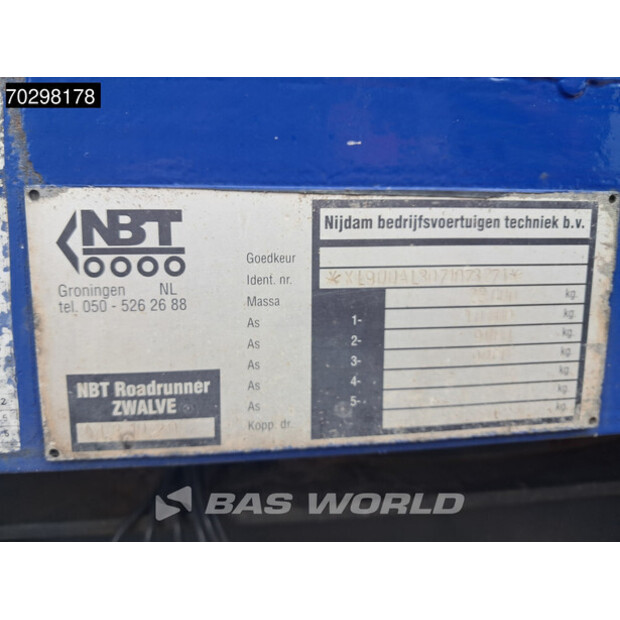 70298178
NBT
Groningen NL
tel. 050 - 526 26 88
NBT Roadrunner
ZWALVE
Nijdam bedrijfsvoertuigen techniek b.v.
Goedkeur
Ident. nr.
Massa kg.
As 1- kg.
As 2- kg.
As 3- kg.
As 4- kg.
As 5- kg.
Kopp. dr. kg.
BAS WORLD